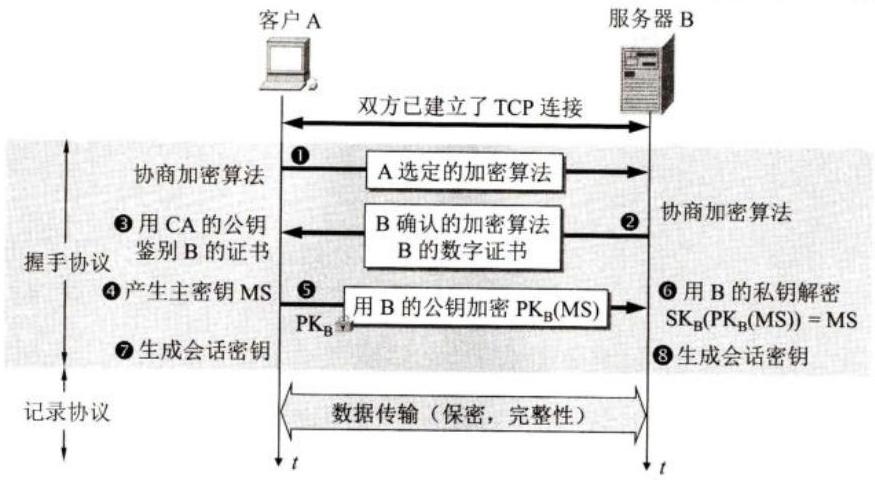 客户 A
服务器 B
双方已建立了 TCP 连接
❶
协商加密算法
A 选定的加密算法
❸ 用 CA 的公钥
鉴别 B 的证书
B 确认的加密算法
B 的数字证书
❷
协商加密算法
握手协议
❹ 产生主密钥 MS
❺
PK_B
用 B 的公钥加密 PK_B(MS)
❻ 用 B 的私钥解密
SK_B(PK_B(MS)) = MS
❼ 生成会话密钥
❽ 生成会话密钥
记录协议
数据传输（保密，完整性）
t
t